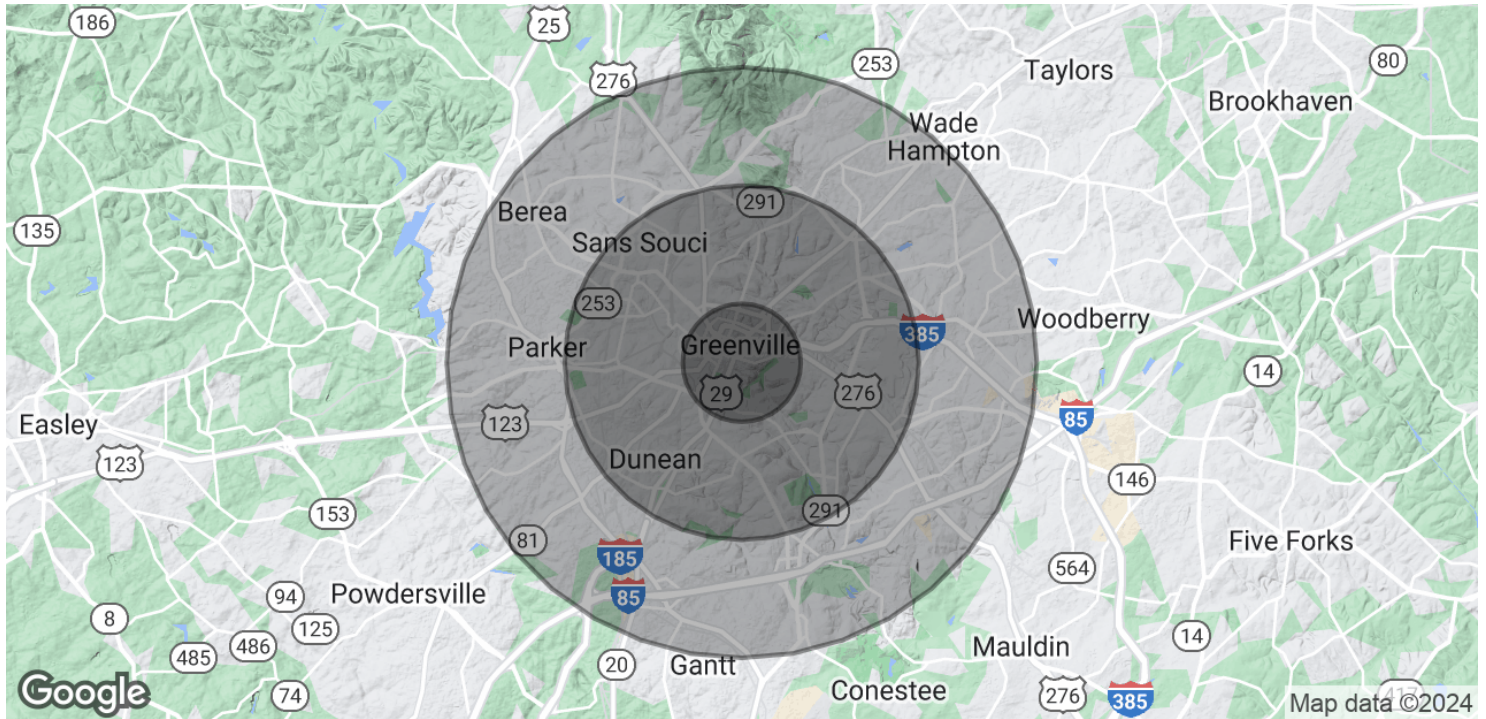 186
25
276
253
Taylors
80
Brookhaven
Wade
Hampton
291
Berea
135
Sans Souci
253
Woodberry
385
Greenville
Parker
14
29
276
Easley
123
85
123
Dunean
146
153
291
81
Five Forks
185
564
85
94
Powdersville
8
125
14
486
Mauldin
485
20
Gantt
Conestee
276
74
385
417
Google
Map data ©2024